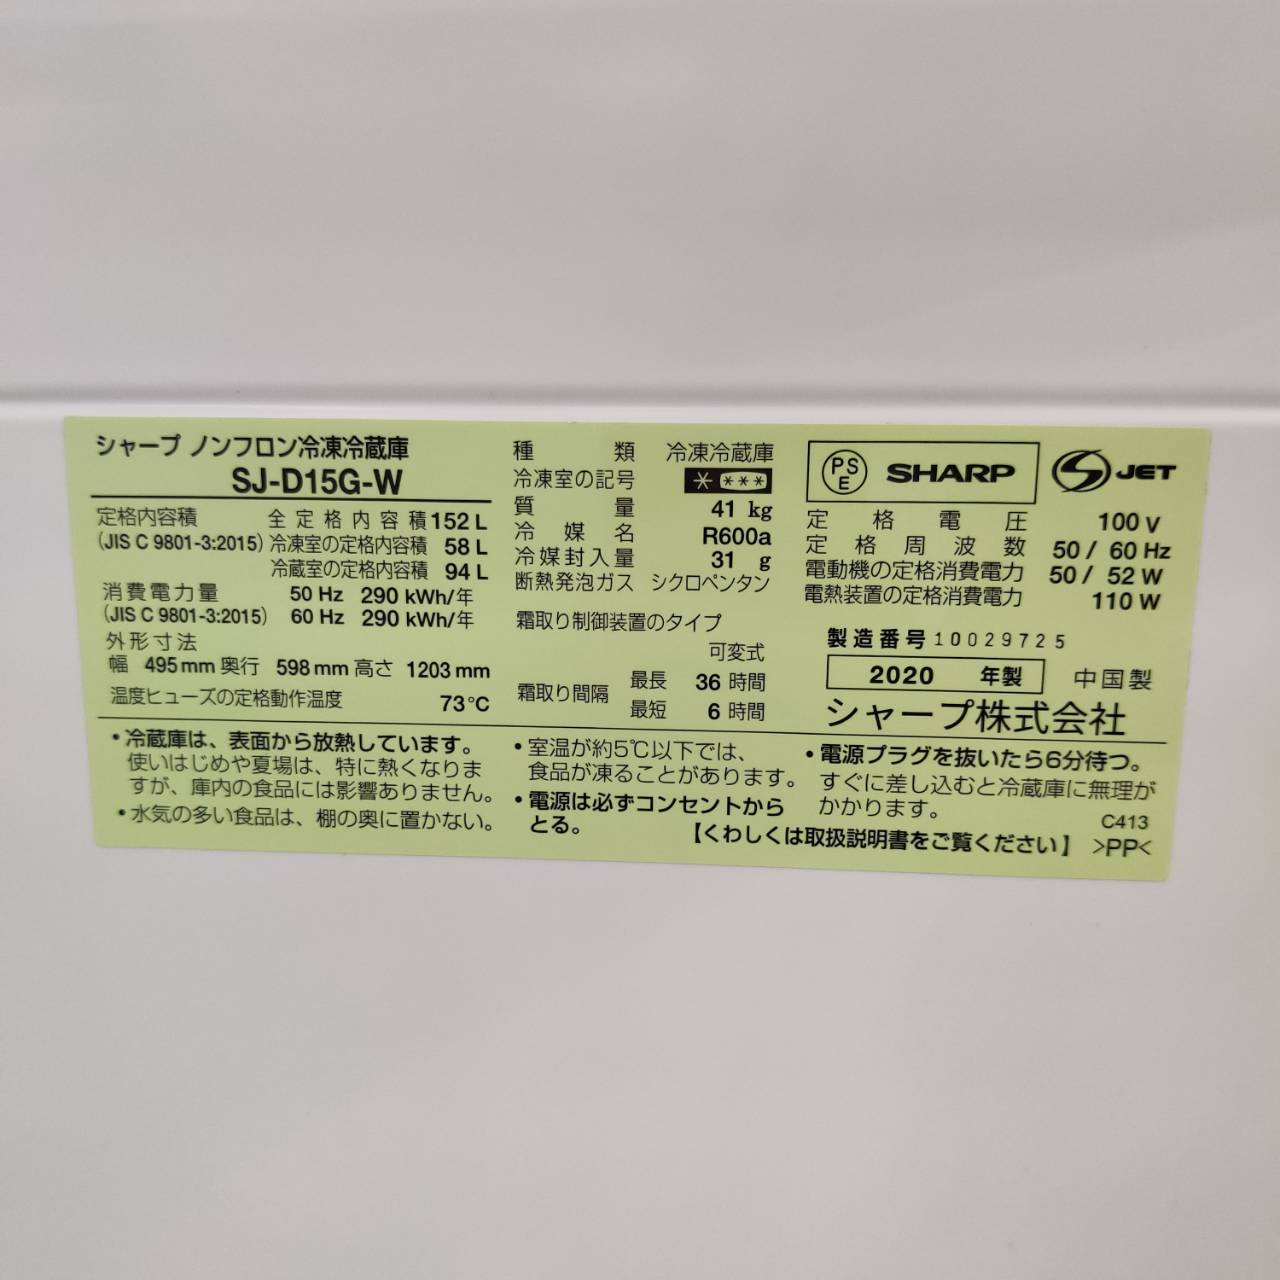 シャープ ノンフロン冷凍冷蔵庫
SJ-D15G-W
定格内容積 全定格内容積 152 L
(JIS C 9801-3:2015) 冷凍室の定格内容積 58 L
冷蔵室の定格内容積 94 L
消費電力量 50 Hz 290 kWh/年
(JIS C 9801-3:2015) 60 Hz 290 kWh/年
外形寸法
幅 495 mm 奥行 598 mm 高さ 1203 mm
温度ヒューズの定格動作温度 73℃
種類 冷凍冷蔵庫
冷凍室の記号 * ***
質量 41 kg
冷媒名 R600a
冷媒封入量 31 g
断熱発泡ガス シクロペンタン
霜取り制御装置のタイプ
可変式
霜取り間隔 最長 36 時間
最短 6 時間
PSE SHARP S JET
定格電圧 100 V
定格周波数 50 / 60 Hz
電動機の定格消費電力 50 / 52 W
電熱装置の定格消費電力 110 W
製造番号 10029725
2020 年製 中国製
シャープ株式会社
・冷蔵庫は、表面から放熱しています。
使いはじめや夏場は、特に熱くなりま
すが、庫内の食品には影響ありません。
・水気の多い食品は、棚の奥に置かない。
・室温が約5℃以下では、
食品が凍ることがあります。
・電源は必ずコンセントから
とる。
・電源プラグを抜いたら6分待つ。
すぐに差し込むと冷蔵庫に無理が
かかります。
C413
【くわしくは取扱説明書をご覧ください】 >PP<